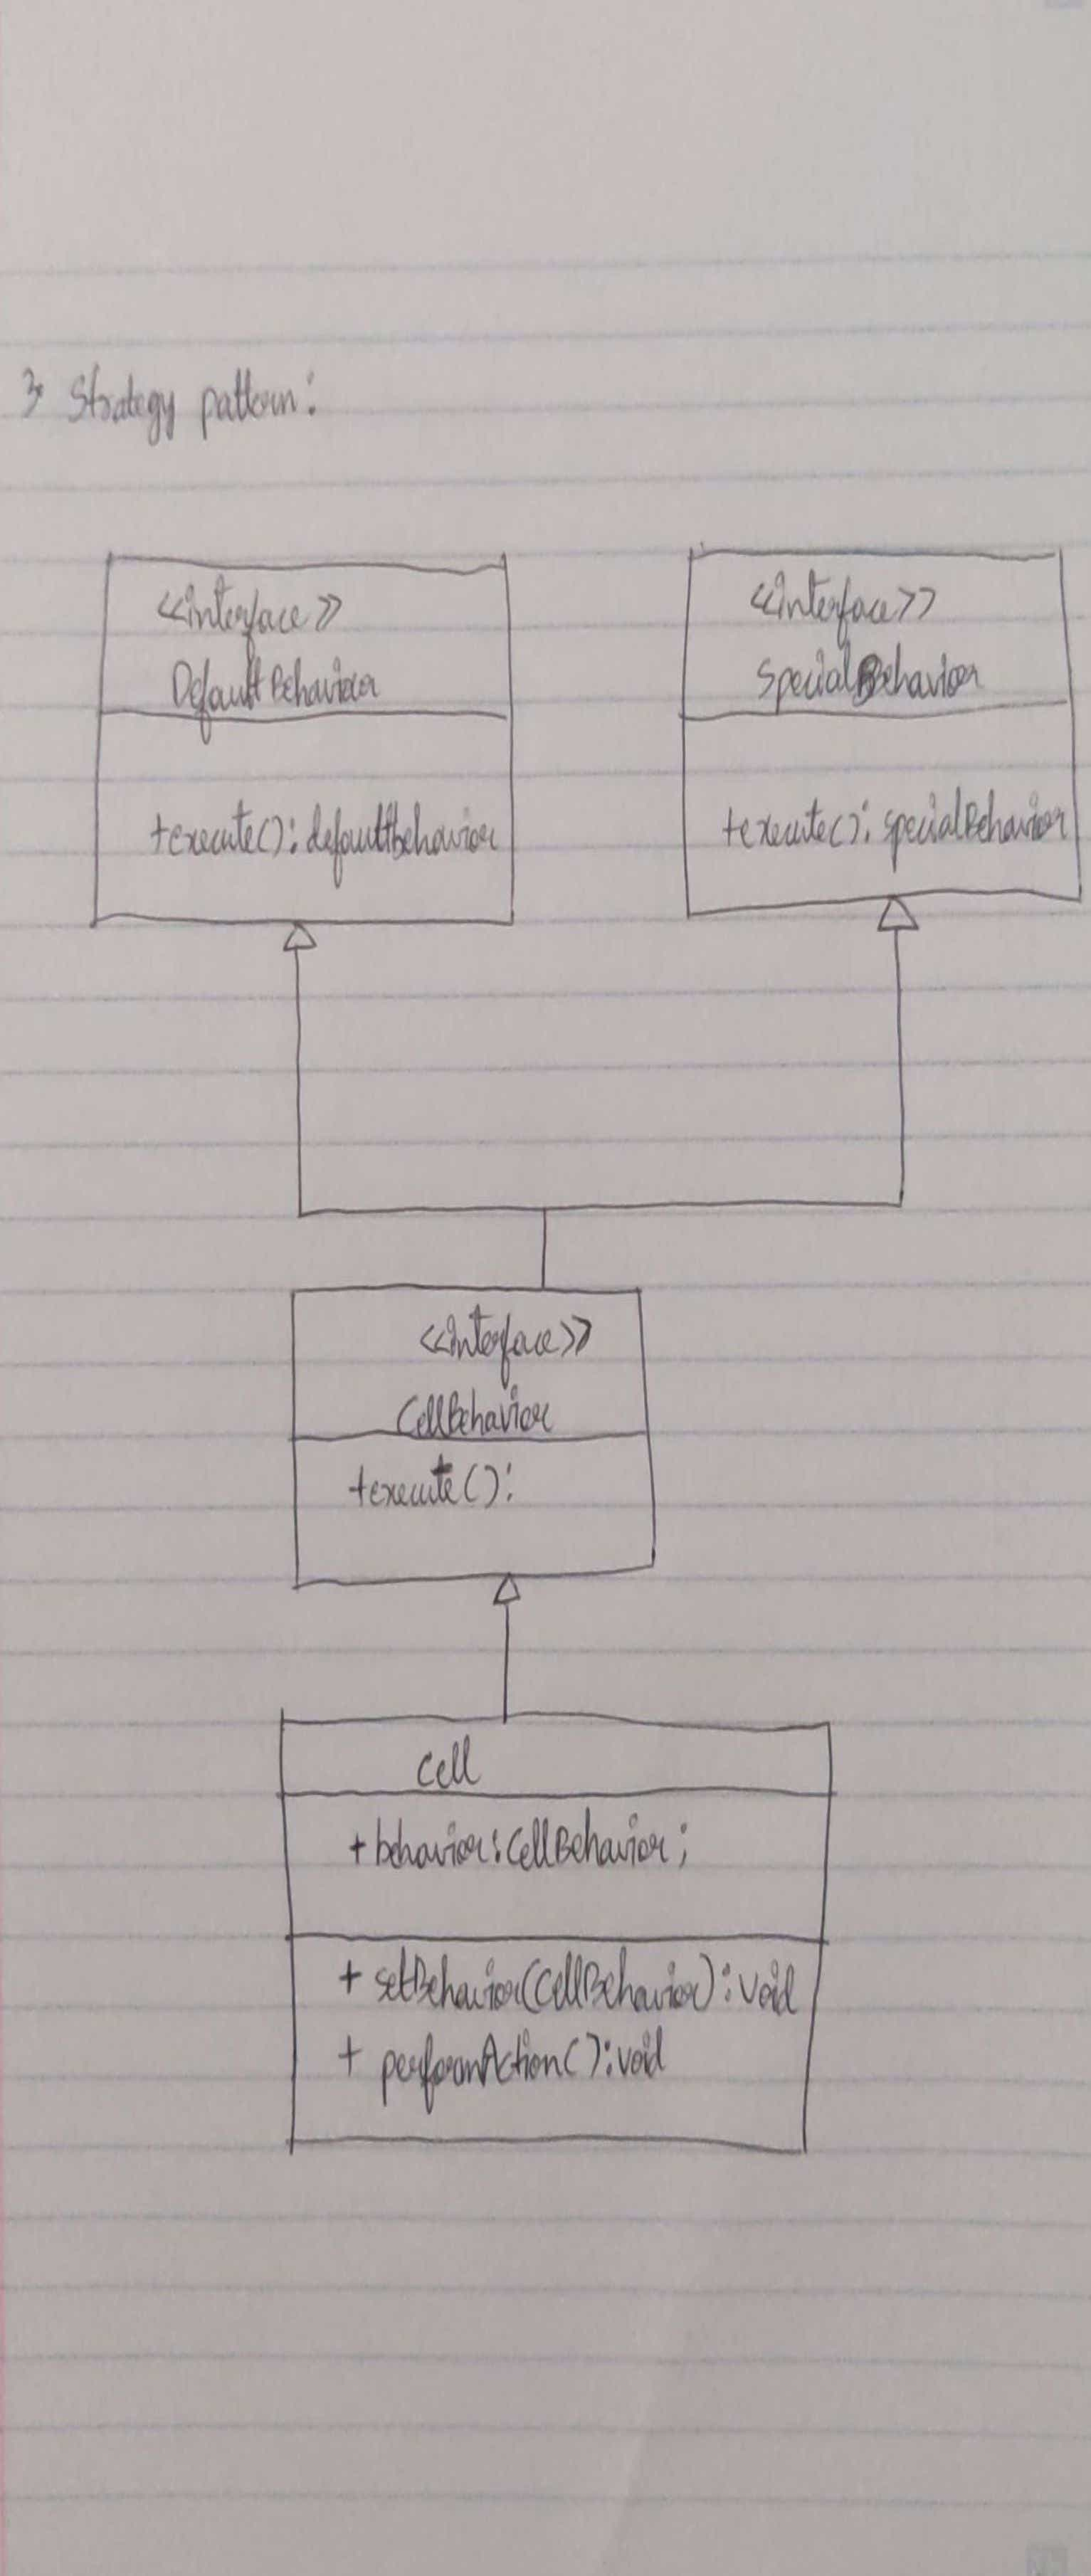 3 Strategy pattern:
<<interface>>
DefaultBehavior
+execute(): defaultBehavior
<<interface>>
SpecialBehavior
+execute(): specialBehavior
<<interface>>
CellBehavior
+execute():
Cell
+ behavior: CellBehavior;
+ setBehavior(CellBehavior): void
+ performAction(): void